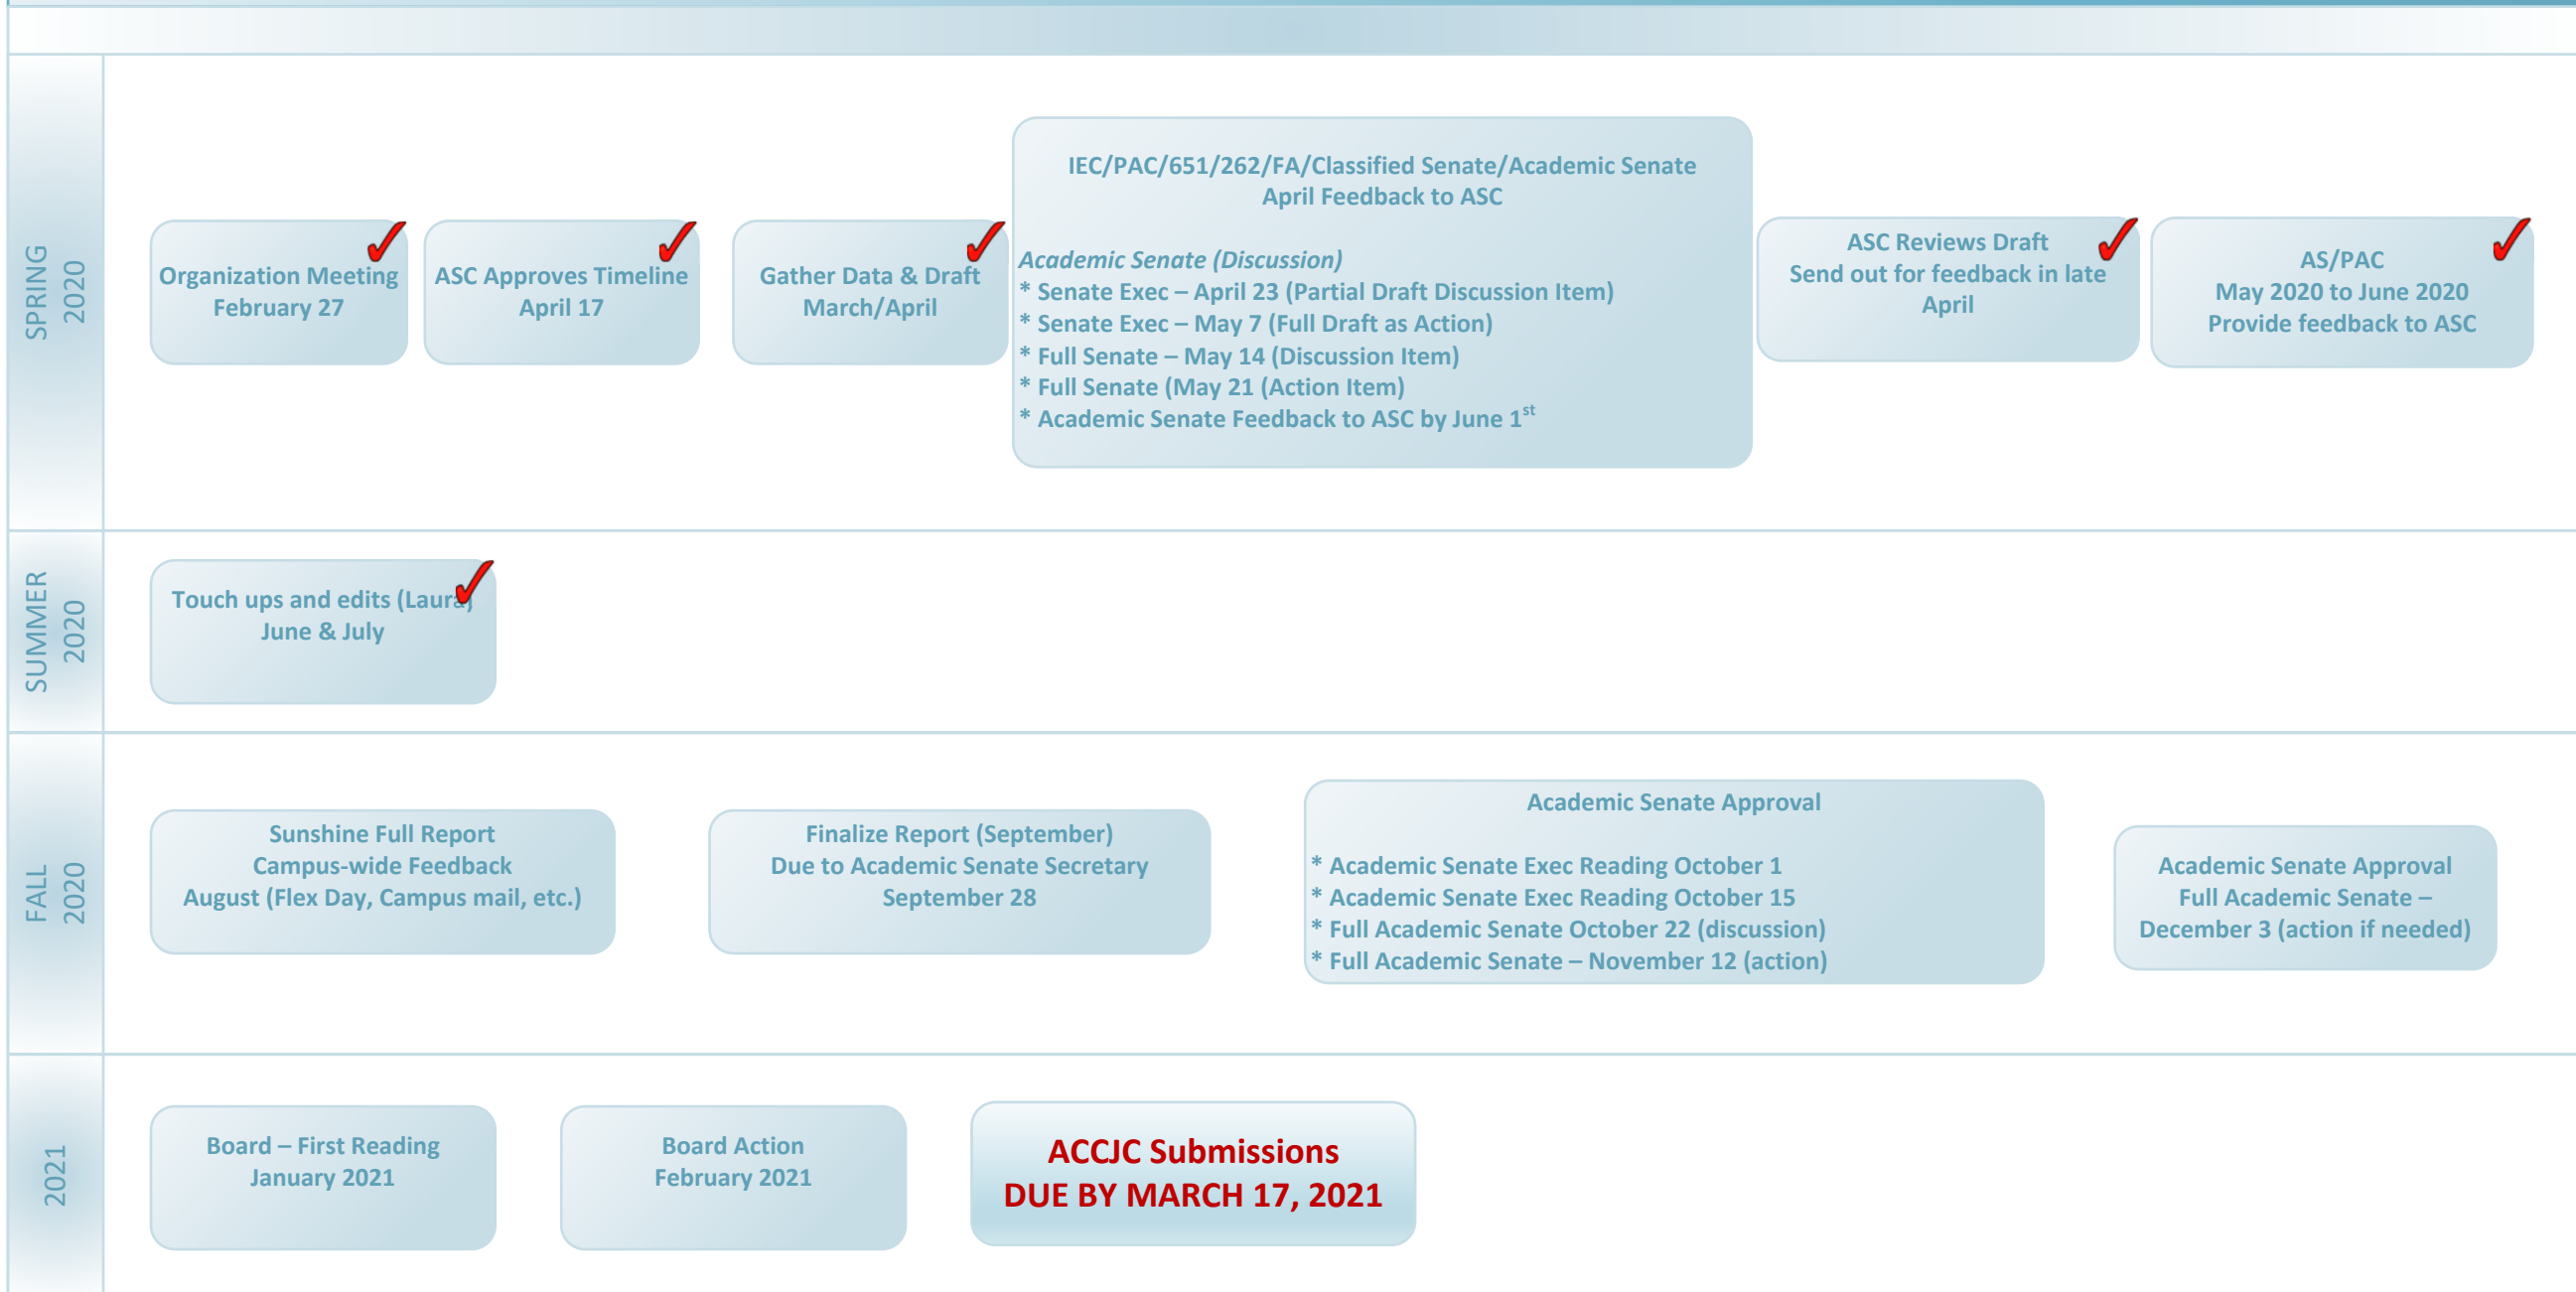 SPRING
2020
Organization Meeting
February 27
ASC Approves Timeline
April 17
Gather Data & Draft
March/April
IEC/PAC/651/262/FA/Classified Senate/Academic Senate
April Feedback to ASC
Academic Senate (Discussion)
* Senate Exec – April 23 (Partial Draft Discussion Item)
* Senate Exec – May 7 (Full Draft as Action)
* Full Senate – May 14 (Discussion Item)
* Full Senate (May 21 (Action Item)
* Academic Senate Feedback to ASC by June 1st
ASC Reviews Draft
Send out for feedback in late
April
AS/PAC
May 2020 to June 2020
Provide feedback to ASC
SUMMER
2020
Touch ups and edits (Laura)
June & July
FALL
2020
Sunshine Full Report
Campus-wide Feedback
August (Flex Day, Campus mail, etc.)
Finalize Report (September)
Due to Academic Senate Secretary
September 28
Academic Senate Approval
* Academic Senate Exec Reading October 1
* Academic Senate Exec Reading October 15
* Full Academic Senate October 22 (discussion)
* Full Academic Senate – November 12 (action)
Academic Senate Approval
Full Academic Senate –
December 3 (action if needed)
2021
Board – First Reading
January 2021
Board Action
February 2021
ACCJC Submissions
DUE BY MARCH 17, 2021